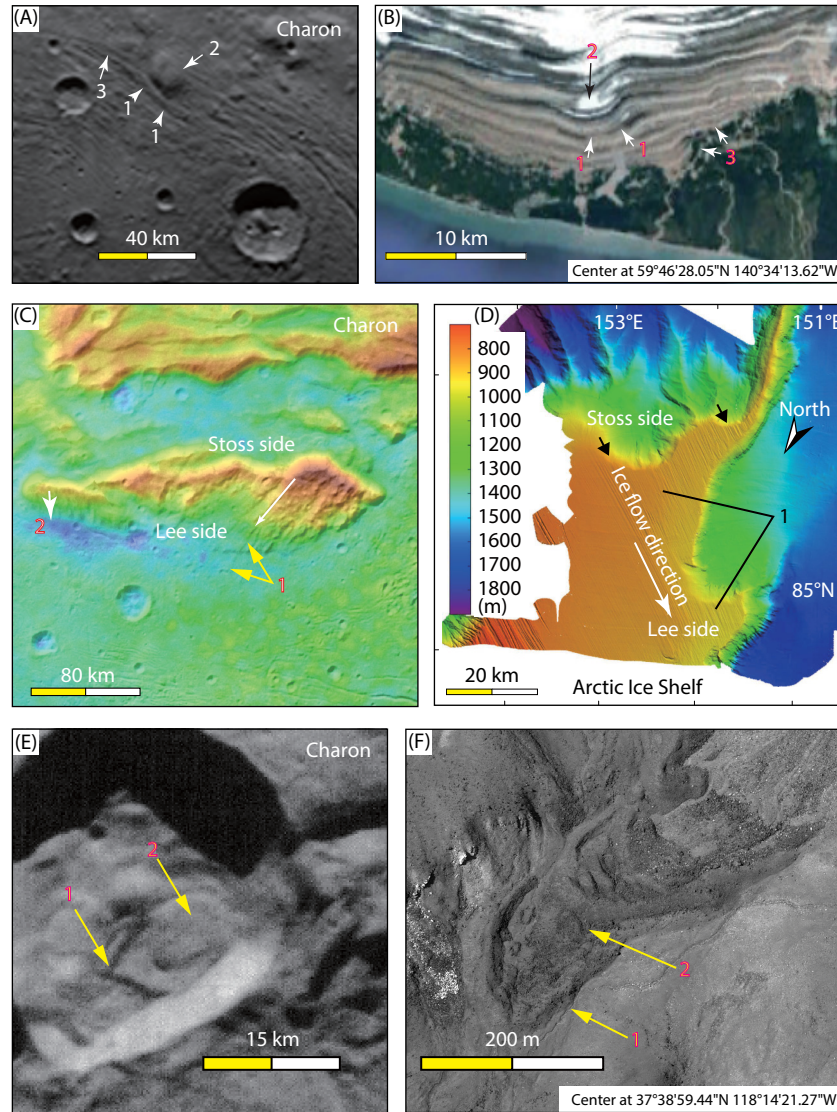 (A)
Charon
2
3
1
1
40 km
(B)
2
1
1
3
10 km
Center at 59°46'28.05"N 140°34'13.62"W
(C)
Charon
Stoss side
Lee side
2
1
80 km
(D)
153°E
151°E
800
900
1000
1100
1200
1300
1400
1500
1600
1700
1800
(m)
Stoss side
North
Ice flow direction
1
85°N
Lee side
20 km
Arctic Ice Shelf
(E)
Charon
2
1
15 km
(F)
2
1
200 m
Center at 37°38'59.44"N 118°14'21.27"W